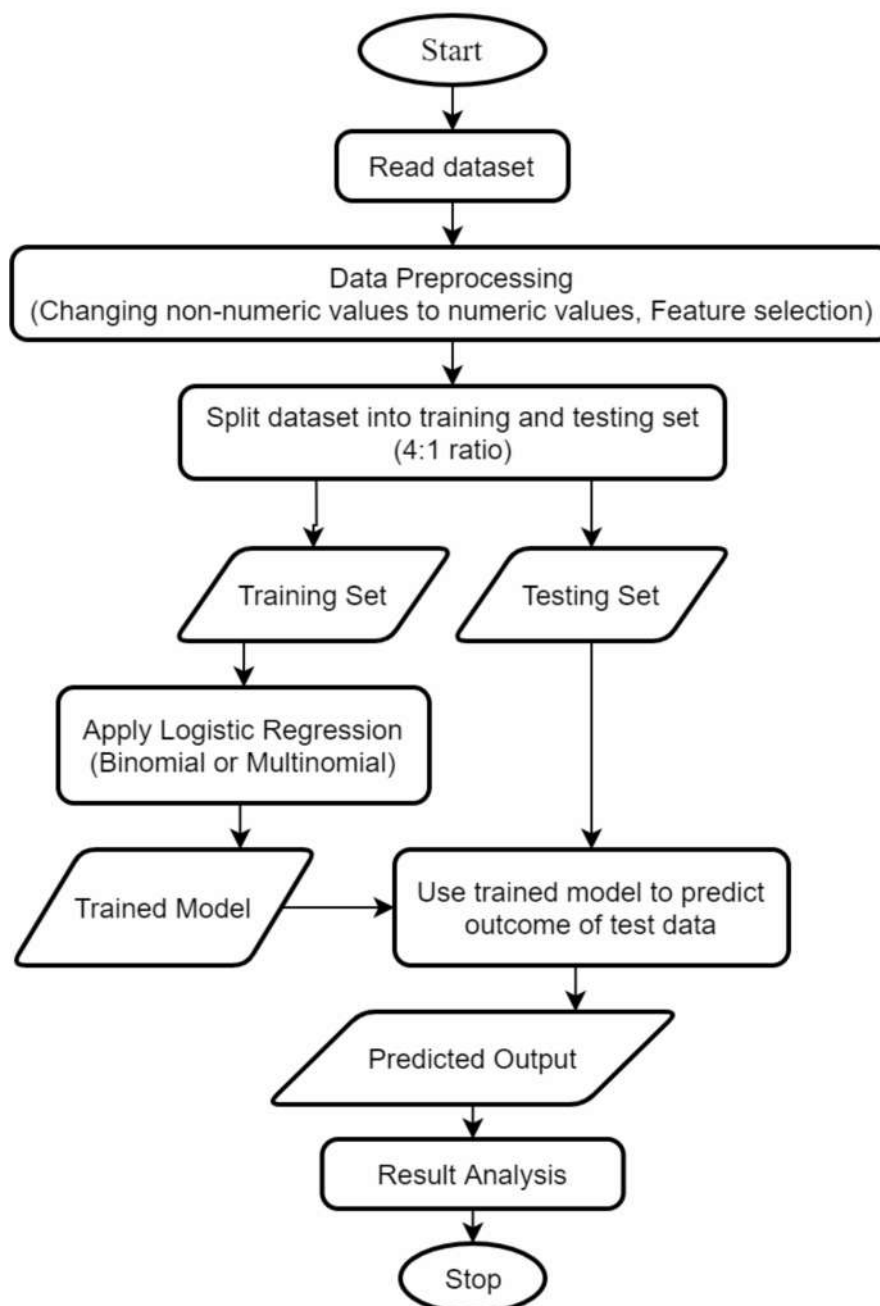 Start
Read dataset
Data Preprocessing
(Changing non-numeric values to numeric values, Feature selection)
Split dataset into training and testing set
(4:1 ratio)
Training Set
Testing Set
Apply Logistic Regression
(Binomial or Multinomial)
Trained Model
Use trained model to predict
outcome of test data
Predicted Output
Result Analysis
Stop